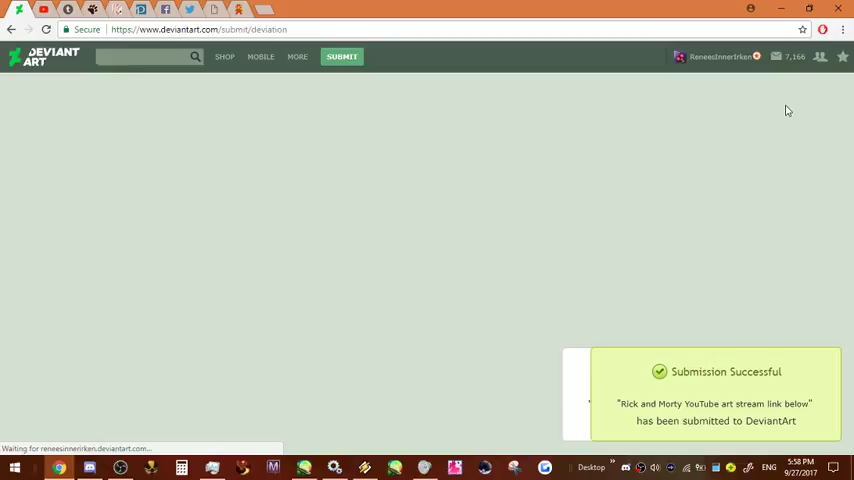 Secure https://www.deviantart.com/submit/deviation
DEVIANT
ART
SHOP MOBILE MORE SUBMIT ReneesInnerIrken 7,166
Submission Successful
"Rick and Morty YouTube art stream link below"
has been submitted to DeviantArt
Waiting for reneesinnerirken.deviantart.com...
Desktop ENG 5:58 PM
9/27/2017